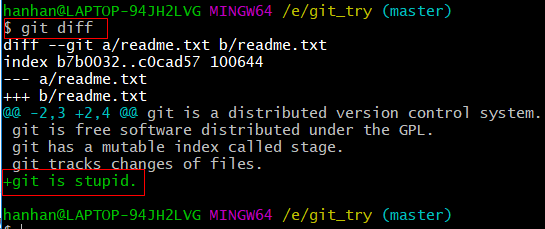 hanhan@LAPTOP-94JH2LVG MINGW64 /e/git_try (master)
$ git diff
diff --git a/readme.txt b/readme.txt
index b7b0032..c0cad57 100644
--- a/readme.txt
+++ b/readme.txt
@@ -2,3 +2,4 @@ git is a distributed version control system.
 git is free software distributed under the GPL.
 git has a mutable index called stage.
 git tracks changes of files.
+git is stupid.
hanhan@LAPTOP-94JH2LVG MINGW64 /e/git_try (master)
$